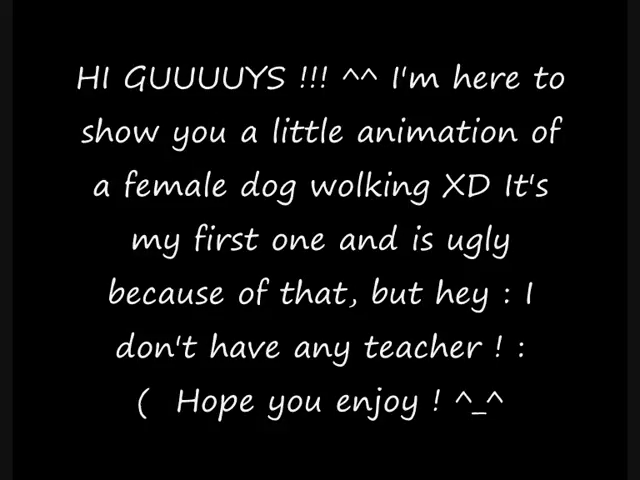 HI GUUUUYS !!! ^^ I'm here to
show you a little animation of
a female dog wolking XD It's
my first one and is ugly
because of that, but hey : I
don't have any teacher ! :
( Hope you enjoy ! ^_^